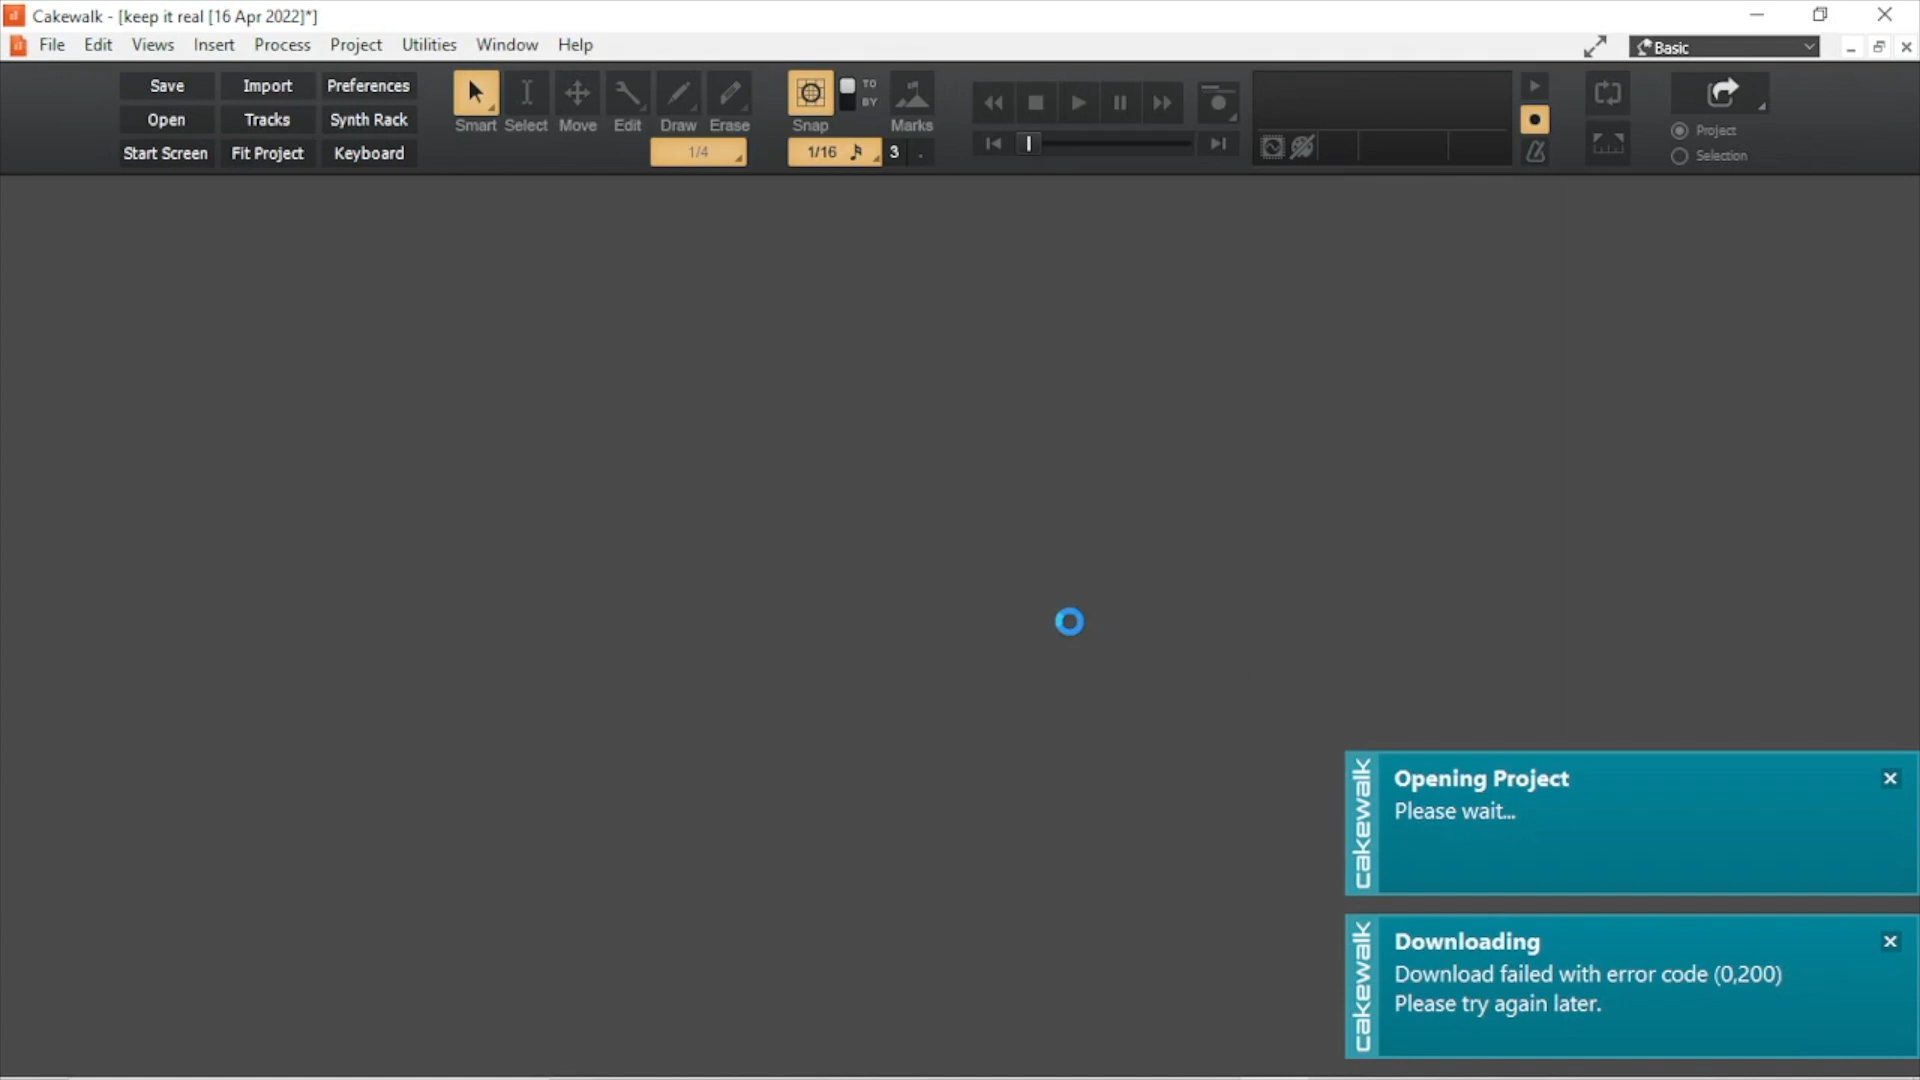 Cakewalk - [keep it real [16 Apr 2022]*]
File Edit Views Insert Process Project Utilities Window Help
Basic
Save Import Preferences
Open Tracks Synth Rack
Start Screen Fit Project Keyboard
Smart Select Move Edit Draw Erase
1/4
Snap
TO
BY
Marks
1/16 3 .
Project
Selection
cakewalk
Opening Project
Please wait...
cakewalk
Downloading
Download failed with error code (0,200)
Please try again later.